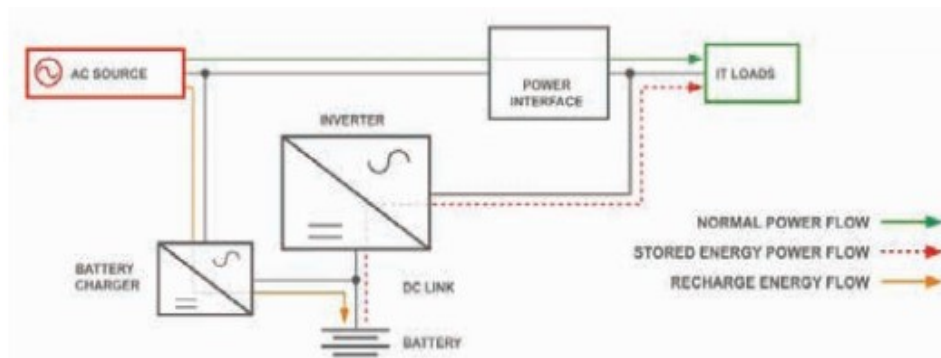 AC SOURCE
POWER
INTERFACE
IT LOADS
INVERTER
NORMAL POWER FLOW
STORED ENERGY POWER FLOW
RECHARGE ENERGY FLOW
BATTERY
CHARGER
DC LINK
BATTERY